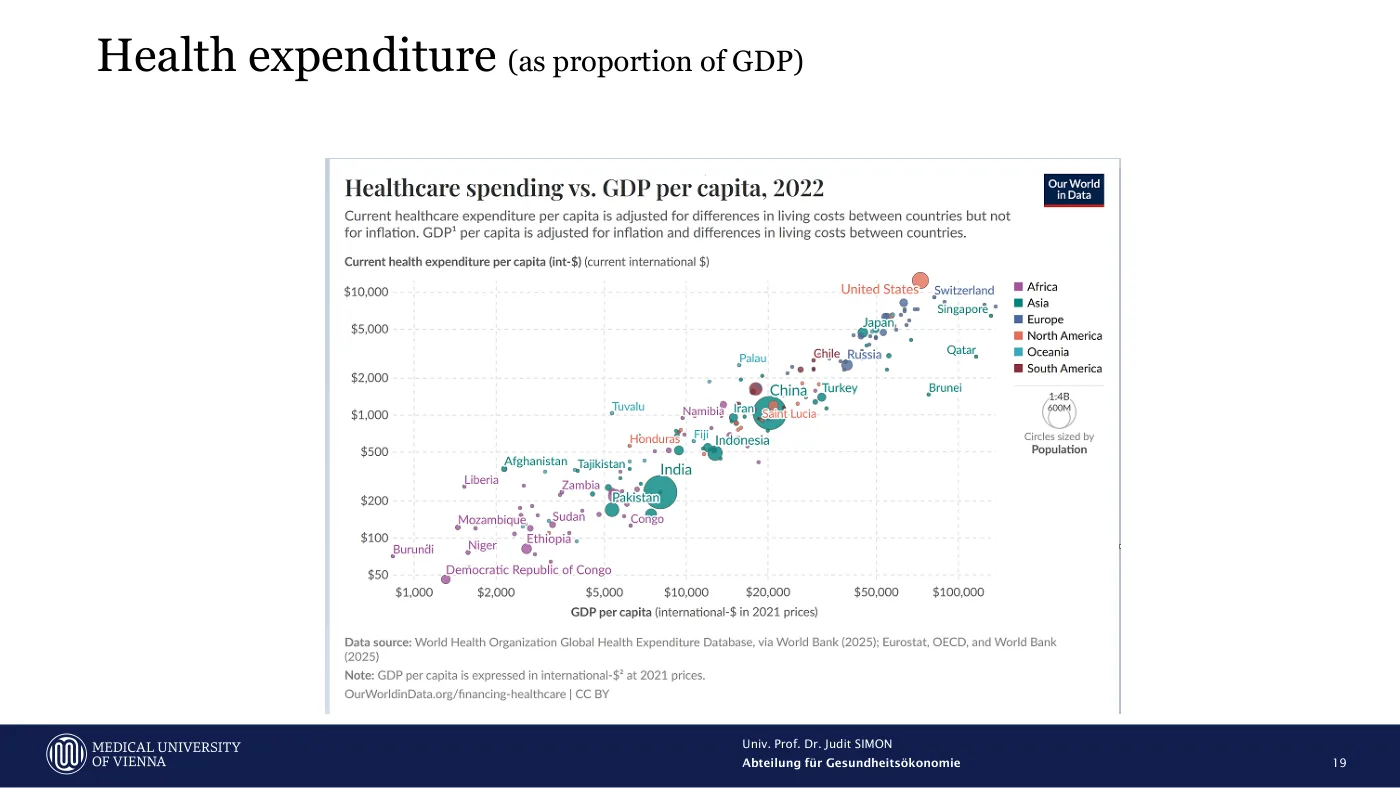 Health expenditure (as proportion of GDP)
Healthcare spending vs. GDP per capita, 2022
Our World
in Data
Current healthcare expenditure per capita is adjusted for differences in living costs between countries but not
for inflation. GDP¹ per capita is adjusted for inflation and differences in living costs between countries.
Current health expenditure per capita (int-$) (current international $)
$10,000
$5,000
$2,000
$1,000
$500
$200
$100
$50
United States
Switzerland
Singapore
Japan
Qatar
Chile
Russia
Palau
China
Turkey
Brunei
Tuvalu
Namibia
Iran
Saint Lucia
Honduras
Fiji
Indonesia
Afghanistan
Tajikistan
India
Liberia
Zambia
Pakistan
Mozambique
Sudan
Congo
Ethiopia
Niger
Burundi
Democratic Republic of Congo
$1,000
$2,000
$5,000
$10,000
$20,000
$50,000
$100,000
GDP per capita (international-$ in 2021 prices)
Africa
Asia
Europe
North America
Oceania
South America
1:4B
600M
Circles sized by
Population
Data source: World Health Organization Global Health Expenditure Database, via World Bank (2025); Eurostat, OECD, and World Bank
(2025)
Note: GDP per capita is expressed in international-$² at 2021 prices.
OurWorldinData.org/financing-healthcare | CC BY
MEDICAL UNIVERSITY
OF VIENNA
Univ. Prof. Dr. Judit SIMON
Abteilung für Gesundheitsökonomie
19